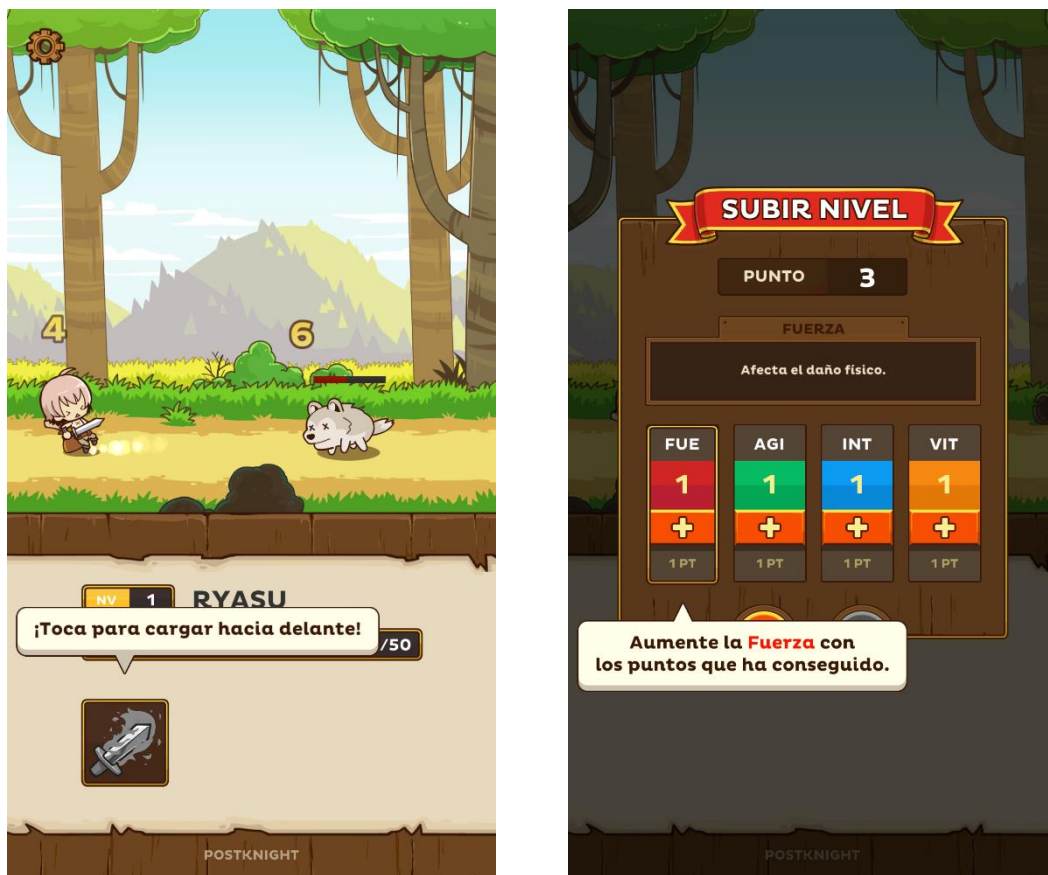 4
6
NV 1 RYASU
¡Toca para cargar hacia delante!
/50
POSTKNIGHT
SUBIR NIVEL
PUNTO 3
FUERZA
Afecta el daño físico.
FUE AGI INT VIT
1 1 1 1
+ + + +
1 PT 1 PT 1 PT 1 PT
Aumente la Fuerza con
los puntos que ha conseguido.
POSTKNIGHT